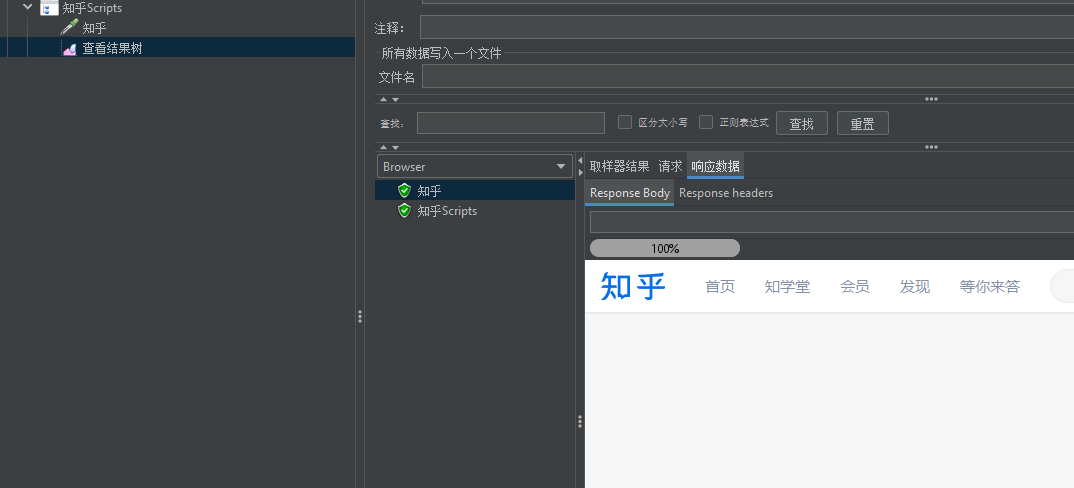 知乎Scripts
知乎
查看结果树
注释：
所有数据写入一个文件
文件名
查找： 区分大小写 正则表达式 查找 重置
Browser
知乎
知乎Scripts
取样器结果 请求 响应数据
Response Body Response headers
100%
知乎 首页 知学堂 会员 发现 等你来答